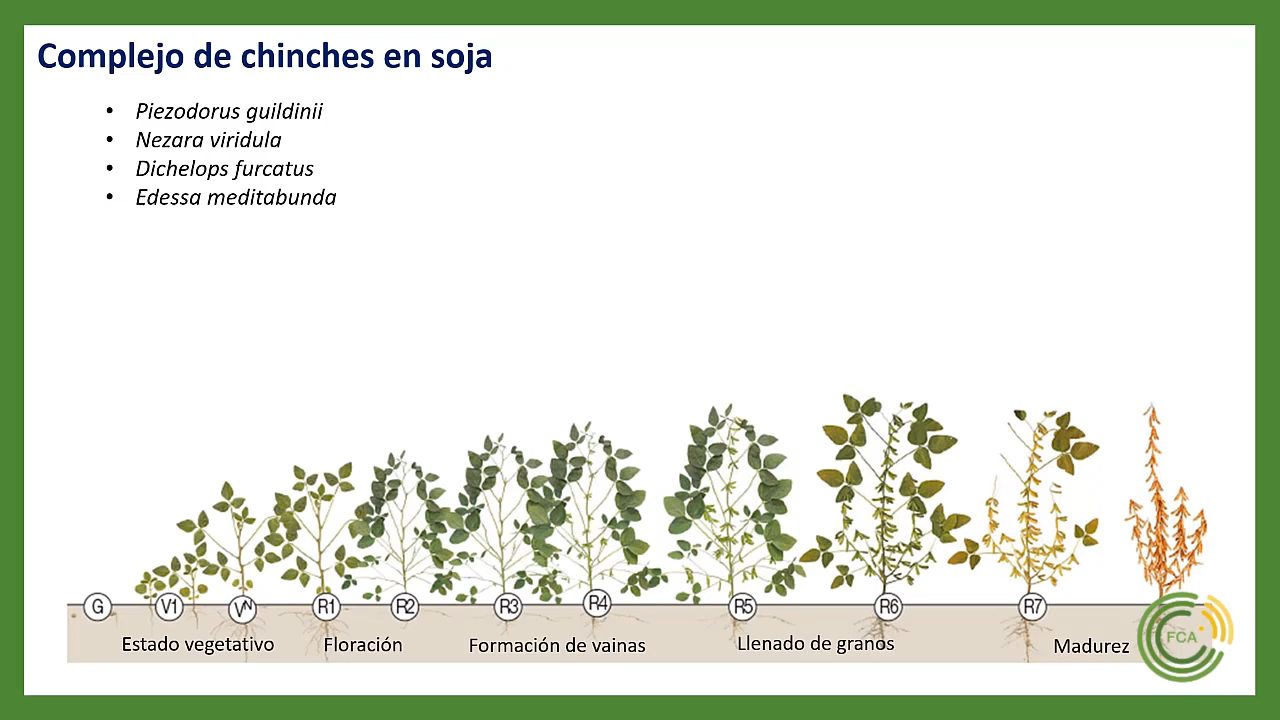 Complejo de chinches en soja
• Piezodorus guildinii
• Nezara viridula
• Dichelops furcatus
• Edessa meditabunda
G V1 VN R1 R2 R3 R4 R5 R6 R7
Estado vegetativo Floración Formación de vainas Llenado de granos Madurez
FCA